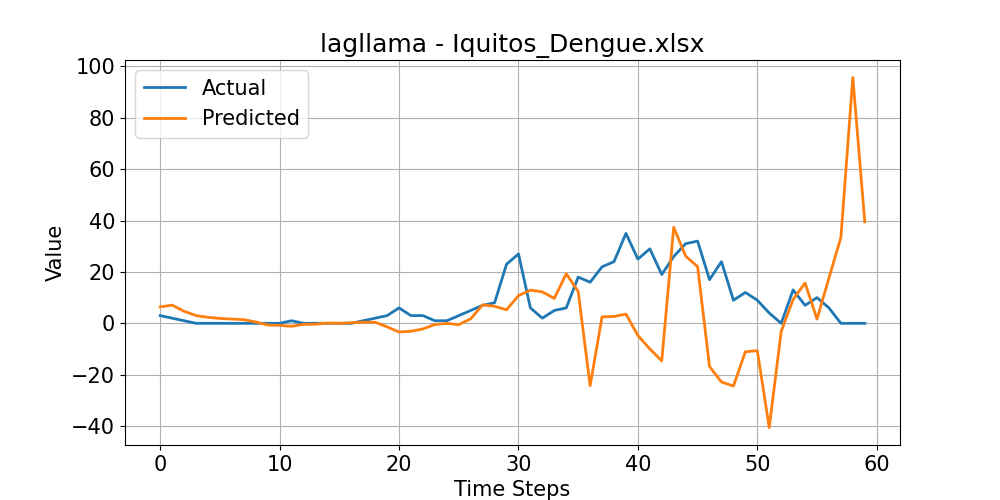 lagllama - Iquitos_Dengue.xlsx
Actual
Predicted
Value
100
80
60
40
20
0
−20
−40
0 10 20 30 40 50 60
Time Steps